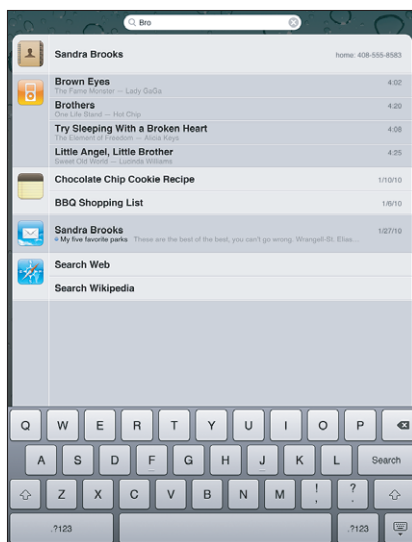 Bro
Sandra Brooks home: 408-555-8583
Brown Eyes 4:02
The Fame Monster — Lady GaGa
Brothers 4:20
One Life Stand — Hot Chip
Try Sleeping With a Broken Heart 4:08
The Element of Freedom — Alicia Keys
Little Angel, Little Brother 4:25
Sweet Old World — Lucinda Williams
Chocolate Chip Cookie Recipe 1/10/10
BBQ Shopping List 1/6/10
Sandra Brooks 1/27/10
My five favorite parks These are the best of the best, you can't go wrong. Wrangell-St. Elias...
Search Web
Search Wikipedia
Q W E R T Y U I O P
A S D F G H J K L Search
Z X C V B N M ! , ? .
.?123 .?123